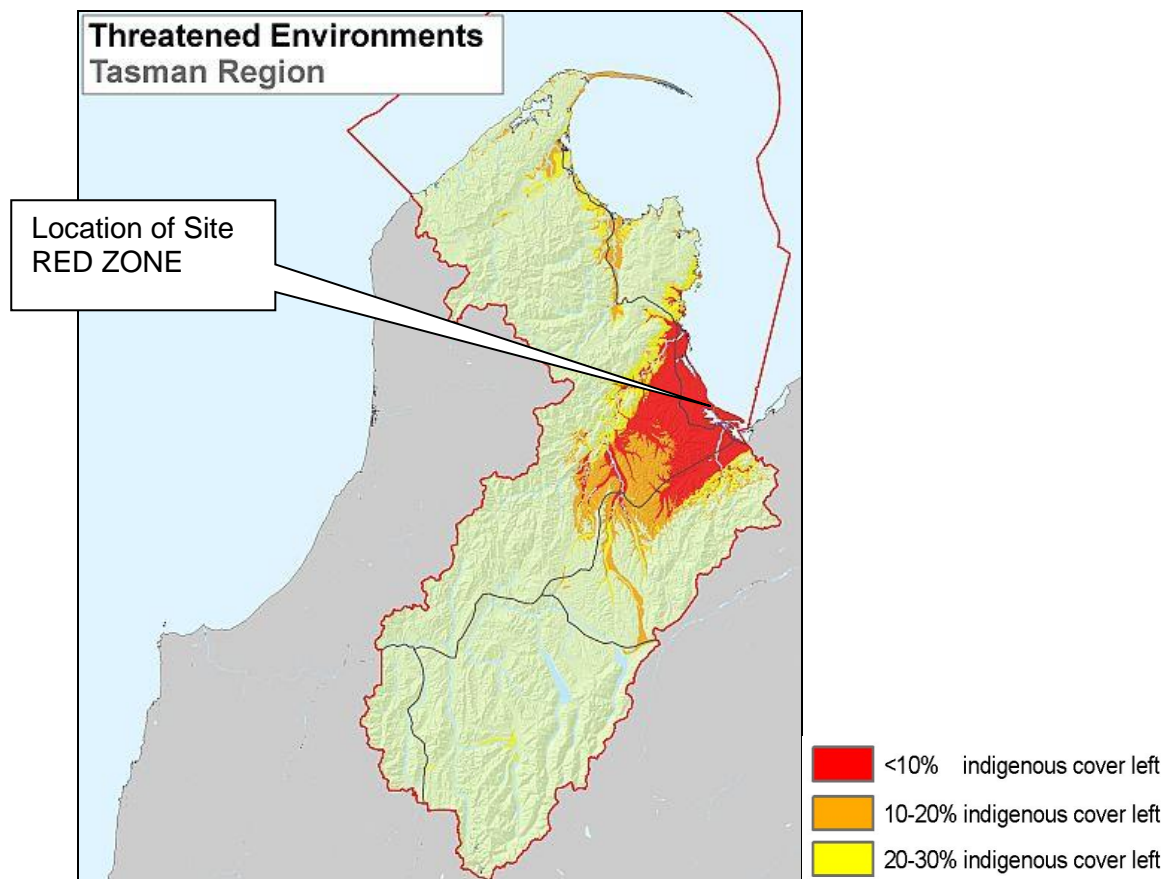 Threatened Environments
Tasman Region
Location of Site
RED ZONE
<10% indigenous cover left
10-20% indigenous cover left
20-30% indigenous cover left